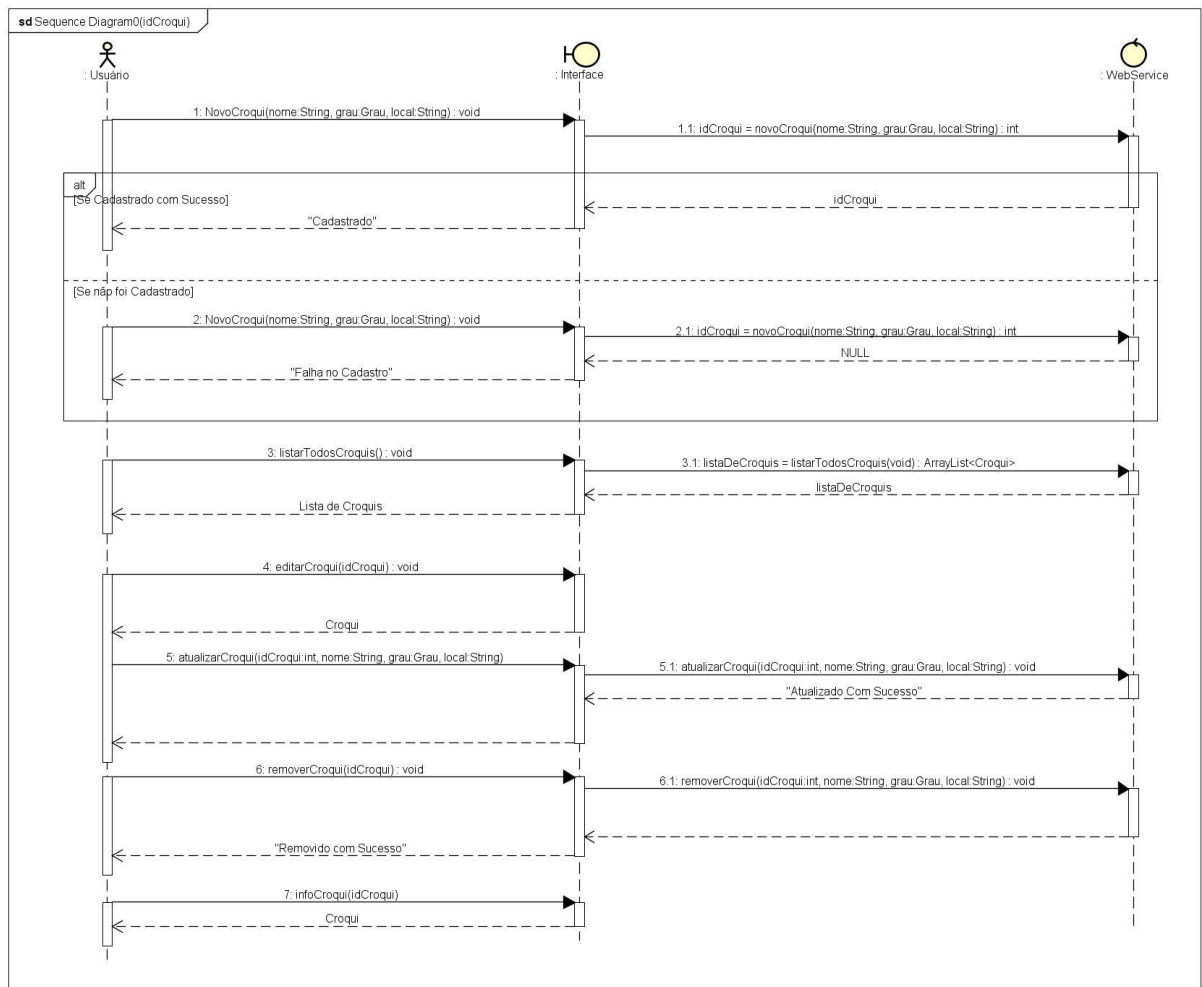 sd Sequence Diagram0(idCroqui)
: Usuário
: Interface
: WebService
1: NovoCroqui(nome:String, grau:Grau, local:String) : void
1.1: idCroqui = novoCroqui(nome:String, grau:Grau, local:String) : int
alt
[Se Cadastrado com Sucesso]
idCroqui
"Cadastrado"
[Se não foi Cadastrado]
2: NovoCroqui(nome:String, grau:Grau, local:String) : void
2.1: idCroqui = novoCroqui(nome:String, grau:Grau, local:String) : int
NULL
"Falha no Cadastro"
3: listarTodosCroquis() : void
3.1: listaDeCroquis = listarTodosCroquis(void) : ArrayList<Croqui>
listaDeCroquis
Lista de Croquis
4: editarCroqui(idCroqui) : void
Croqui
5: atualizarCroqui(idCroqui:int, nome:String, grau:Grau, local:String)
5.1: atualizarCroqui(idCroqui:int, nome:String, grau:Grau, local:String) : void
"Atualizado Com Sucesso"
6: removerCroqui(idCroqui) : void
6.1: removerCroqui(idCroqui:int, nome:String, grau:Grau, local:String) : void
"Removido com Sucesso"
7: infoCroqui(idCroqui)
Croqui